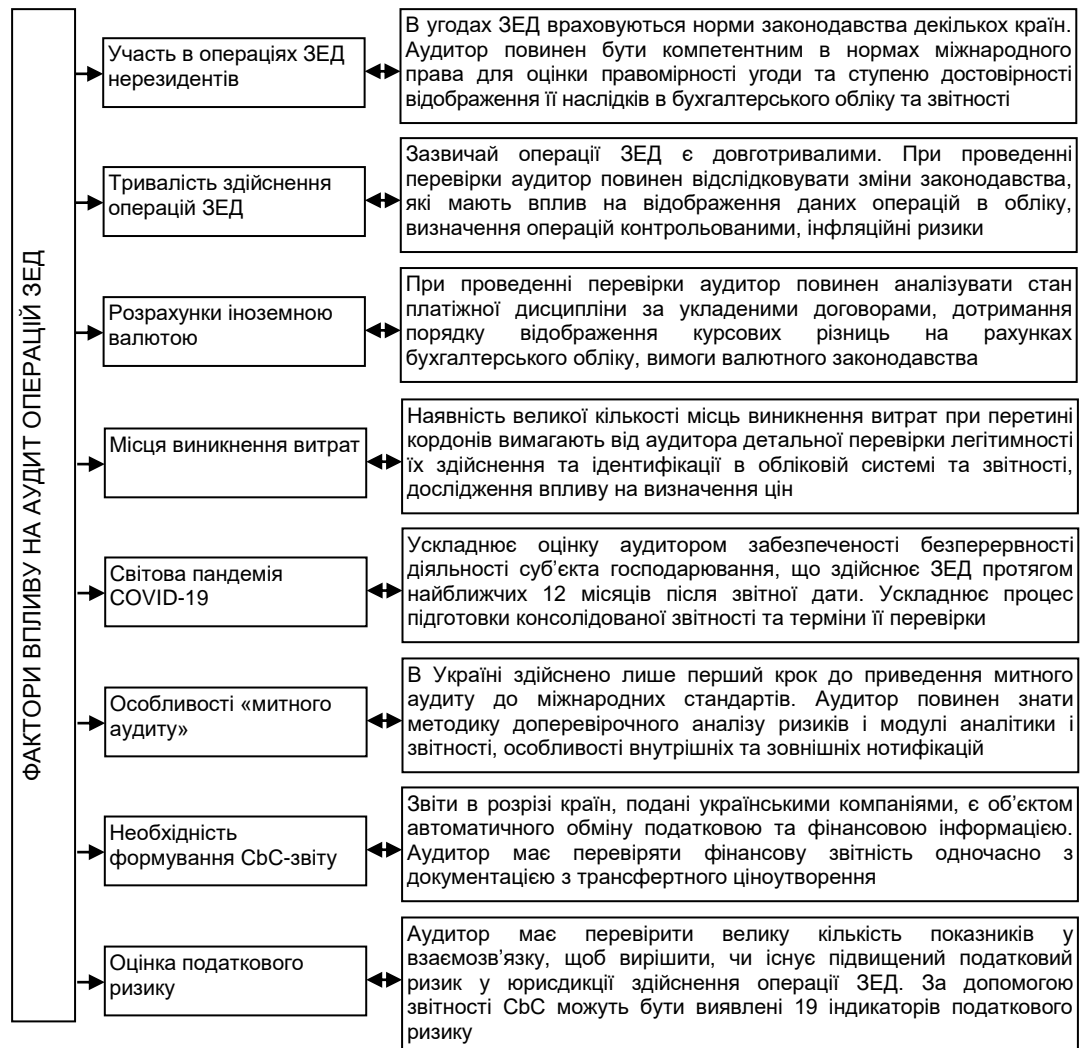 ФАКТОРИ ВПЛИВУ НА АУДИТ ОПЕРАЦІЙ ЗЕД
Участь в операціях ЗЕД
нерезидентів
В угодах ЗЕД враховуються норми законодавства декількох країн.
Аудитор повинен бути компетентним в нормах міжнародного
права для оцінки правомірності угоди та ступеню достовірності
відображення її наслідків в бухгалтерського обліку та звітності
Тривалість здійснення
операцій ЗЕД
Зазвичай операції ЗЕД є довготривалими. При проведенні
перевірки аудитор повинен відслідковувати зміни законодавства,
які мають вплив на відображення даних операцій в обліку,
визначення операцій контрольованими, інфляційні ризики
Розрахунки іноземною
валютою
При проведенні перевірки аудитор повинен аналізувати стан
платіжної дисципліни за укладеними договорами, дотримання
порядку відображення курсових різниць на рахунках
бухгалтерського обліку, вимоги валютного законодавства
Місця виникнення витрат
Наявність великої кількості місць виникнення витрат при перетині
кордонів вимагають від аудитора детальної перевірки легітимності
їх здійснення та ідентифікації в обліковій системі та звітності,
дослідження впливу на визначення цін
Світова пандемія
COVID-19
Ускладнює оцінку аудитором забезпеченості безперервності
діяльності суб’єкта господарювання, що здійснює ЗЕД протягом
найближчих 12 місяців після звітної дати. Ускладнює процес
підготовки консолідованої звітності та терміни її перевірки
Особливості «митного
аудиту»
В Україні здійснено лише перший крок до приведення митного
аудиту до міжнародних стандартів. Аудитор повинен знати
методику доперевірочного аналізу ризиків і модулі аналітики і
звітності, особливості внутрішніх та зовнішніх нотифікацій
Необхідність
формування CbC-звіту
Звіти в розрізі країн, подані українськими компаніями, є об’єктом
автоматичного обміну податковою та фінансовою інформацією.
Аудитор має перевіряти фінансову звітність одночасно з
документацією з трансфертного ціноутворення
Оцінка податкового
ризику
Аудитор має перевірити велику кількість показників у
взаємозв’язку, щоб вирішити, чи існує підвищений податковий
ризик у юрисдикції здійснення операції ЗЕД. За допомогою
звітності CbC можуть бути виявлені 19 індикаторів податкового
ризику